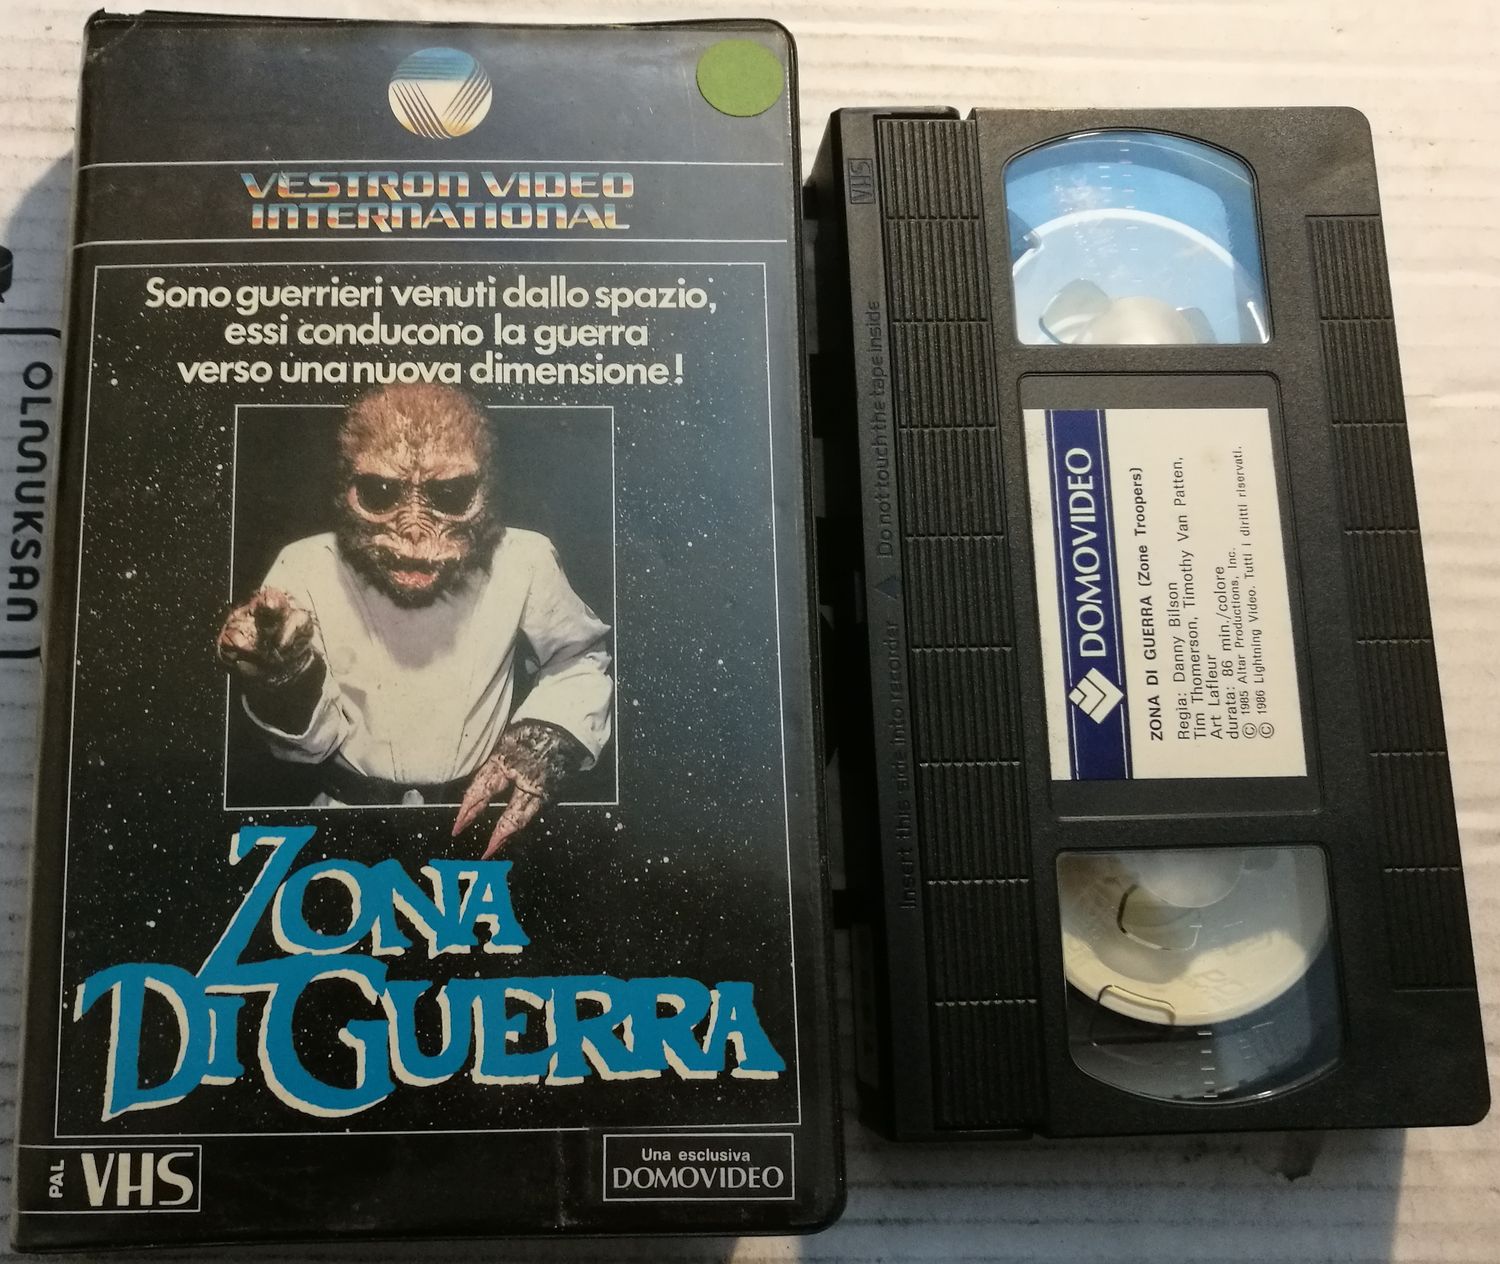 VESTRON VIDEO
INTERNATIONAL
Sono guerrieri venuti dallo spazio,
essi conducono la guerra
verso una nuova dimensione!
ZONA
DI GUERRA
PAL
VHS
Una esclusiva
DOMOVIDEO
OLMUKSAN
VHS
Do not touch the tape inside
Insert this side into recorder
DOMOVIDEO
ZONA DI GUERRA (Zone Troopers)
Regia: Danny Bilson
Tim Thomerson, Timothy Van Patten,
Art Lafleur
durata: 86 min./colore
© 1985 Altar Productions, Inc.
© 1986 Lightning Video. Tutti i diritti riservati.